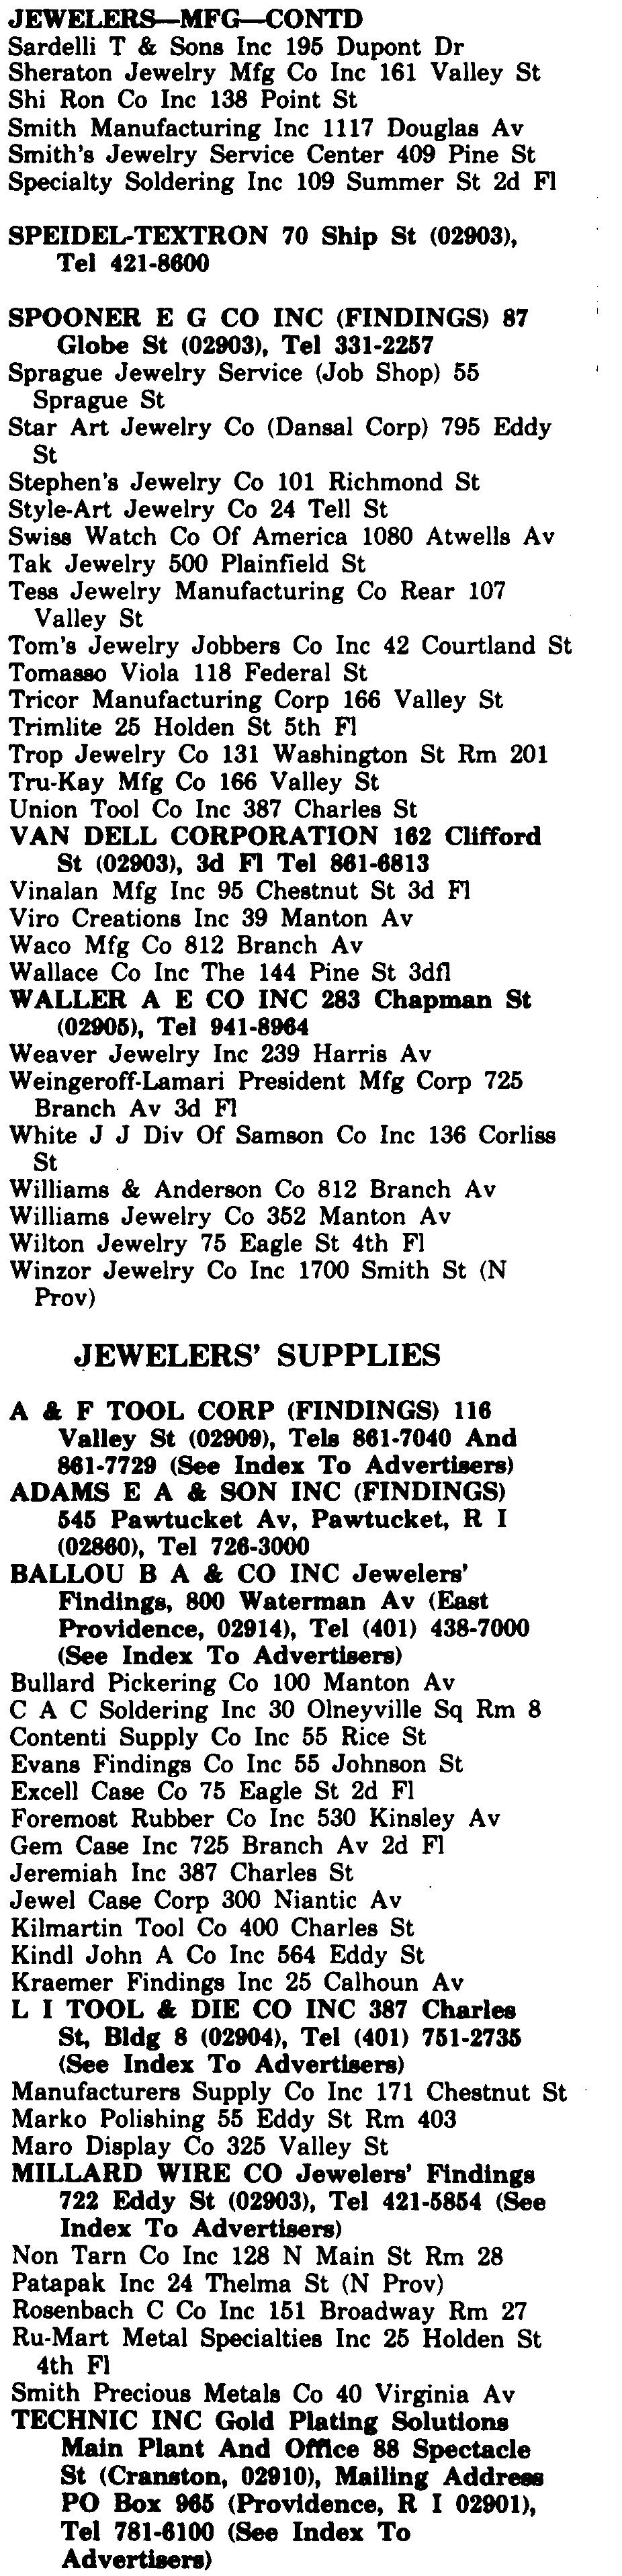 JEWELERS—MFG—CONTD
Sardelli T & Sons Inc 195 Dupont Dr
Sheraton Jewelry Mfg Co Inc 161 Valley St
Shi Ron Co Inc 138 Point St
Smith Manufacturing Inc 1117 Douglas Av
Smith's Jewelry Service Center 409 Pine St
Specialty Soldering Inc 109 Summer St 2d Fl
SPEIDEL-TEXTRON 70 Ship St (02903),
Tel 421-8600
SPOONER E G CO INC (FINDINGS) 87
Globe St (02903), Tel 331-2257
Sprague Jewelry Service (Job Shop) 55
Sprague St
Star Art Jewelry Co (Dansal Corp) 795 Eddy
St
Stephen's Jewelry Co 101 Richmond St
Style-Art Jewelry Co 24 Tell St
Swiss Watch Co Of America 1080 Atwells Av
Tak Jewelry 500 Plainfield St
Tess Jewelry Manufacturing Co Rear 107
Valley St
Tom's Jewelry Jobbers Co Inc 42 Courtland St
Tomasso Viola 118 Federal St
Tricor Manufacturing Corp 166 Valley St
Trimlite 25 Holden St 5th Fl
Trop Jewelry Co 131 Washington St Rm 201
Tru-Kay Mfg Co 166 Valley St
Union Tool Co Inc 387 Charles St
VAN DELL CORPORATION 162 Clifford
St (02903), 3d Fl Tel 861-6813
Vinalan Mfg Inc 95 Chestnut St 3d Fl
Viro Creations Inc 39 Manton Av
Waco Mfg Co 812 Branch Av
Wallace Co Inc The 144 Pine St 3dfl
WALLER A E CO INC 283 Chapman St
(02905), Tel 941-8964
Weaver Jewelry Inc 239 Harris Av
Weingeroff-Lamari President Mfg Corp 725
Branch Av 3d Fl
White J J Div Of Samson Co Inc 136 Corliss
St
Williams & Anderson Co 812 Branch Av
Williams Jewelry Co 352 Manton Av
Wilton Jewelry 75 Eagle St 4th Fl
Winzor Jewelry Co Inc 1700 Smith St (N
Prov)
JEWELERS' SUPPLIES
A & F TOOL CORP (FINDINGS) 116
Valley St (02909), Tels 861-7040 And
861-7729 (See Index To Advertisers)
ADAMS E A & SON INC (FINDINGS)
545 Pawtucket Av, Pawtucket, R I
(02860), Tel 726-3000
BALLOU B A & CO INC Jewelers'
Findings, 800 Waterman Av (East
Providence, 02914), Tel (401) 438-7000
(See Index To Advertisers)
Bullard Pickering Co 100 Manton Av
C A C Soldering Inc 30 Olneyville Sq Rm 8
Contenti Supply Co Inc 55 Rice St
Evans Findings Co Inc 55 Johnson St
Excell Case Co 75 Eagle St 2d Fl
Foremost Rubber Co Inc 530 Kinsley Av
Gem Case Inc 725 Branch Av 2d Fl
Jeremiah Inc 387 Charles St
Jewel Case Corp 300 Niantic Av
Kilmartin Tool Co 400 Charles St
Kindl John A Co Inc 564 Eddy St
Kraemer Findings Inc 25 Calhoun Av
L I TOOL & DIE CO INC 387 Charles
St, Bldg 8 (02904), Tel (401) 751-2735
(See Index To Advertisers)
Manufacturers Supply Co Inc 171 Chestnut St
Marko Polishing 55 Eddy St Rm 403
Maro Display Co 325 Valley St
MILLARD WIRE CO Jewelers' Findings
722 Eddy St (02903), Tel 421-5854 (See
Index To Advertisers)
Non Tarn Co Inc 128 N Main St Rm 28
Patapak Inc 24 Thelma St (N Prov)
Rosenbach C Co Inc 151 Broadway Rm 27
Ru-Mart Metal Specialties Inc 25 Holden St
4th Fl
Smith Precious Metals Co 40 Virginia Av
TECHNIC INC Gold Plating Solutions
Main Plant And Office 88 Spectacle
St (Cranston, 02910), Mailing Address
PO Box 965 (Providence, R I 02901),
Tel 781-6100 (See Index To
Advertisers)